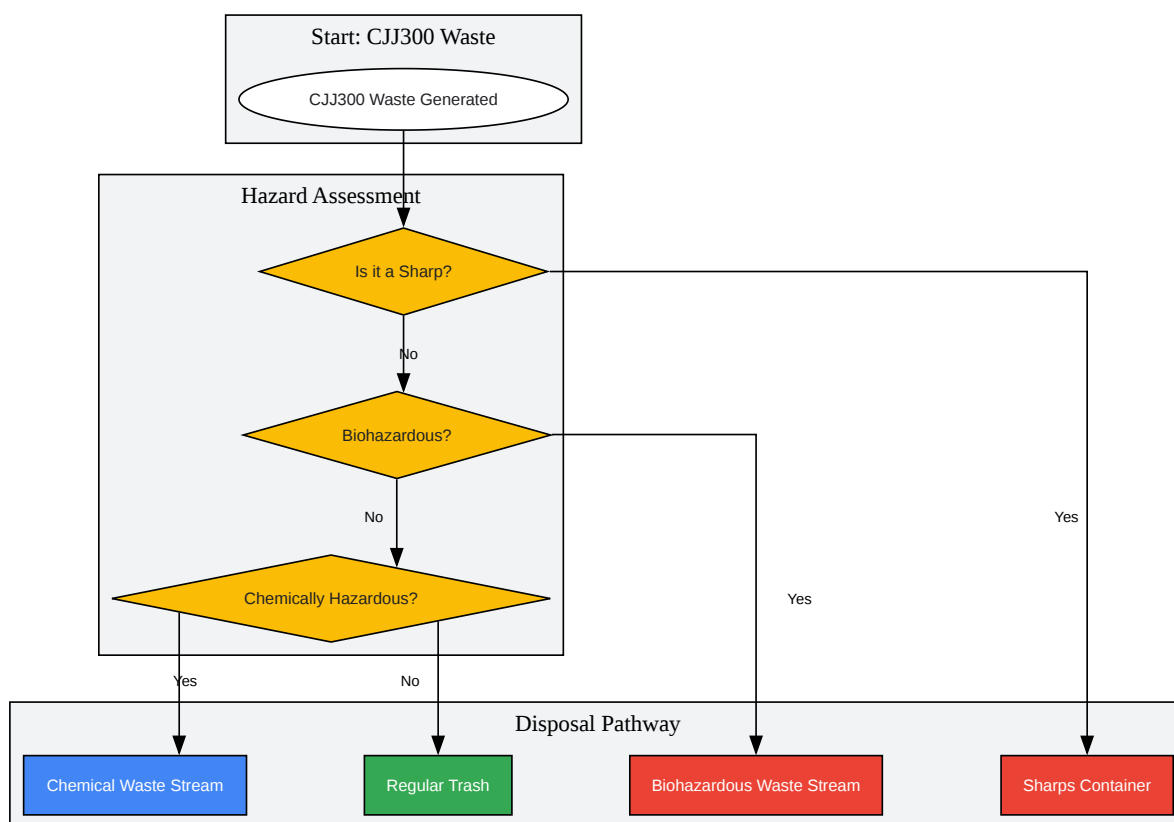 Start: CJJ300 Waste
CJJ300 Waste Generated
Hazard Assessment
Is it a Sharp?
No
Biohazardous?
No
Yes
Yes
Chemically Hazardous?
Yes
No
Disposal Pathway
Chemical Waste Stream
Regular Trash
Biohazardous Waste Stream
Sharps Container